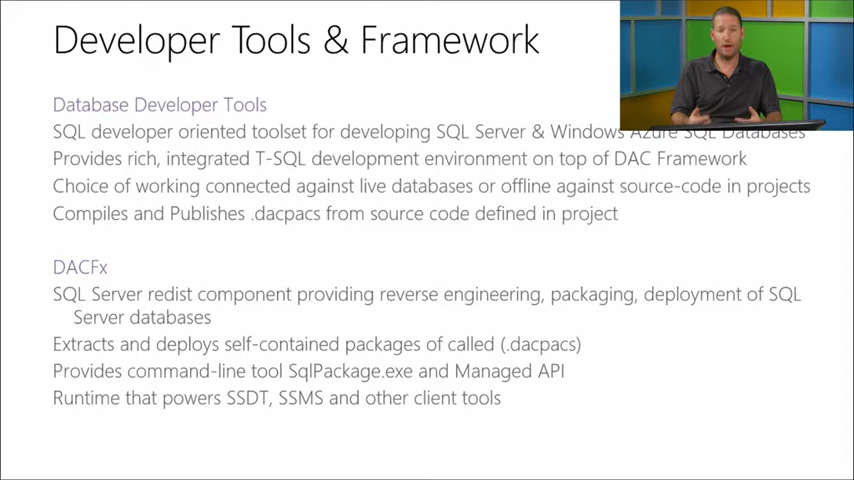 Developer Tools & Framework
Database Developer Tools
SQL developer oriented toolset for developing SQL Server & Windows Azure SQL Databases
Provides rich, integrated T-SQL development environment on top of DAC Framework
Choice of working connected against live databases or offline against source-code in projects
Compiles and Publishes .dacpacs from source code defined in project
DACFx
SQL Server redist component providing reverse engineering, packaging, deployment of SQL
Server databases
Extracts and deploys self-contained packages of called (.dacpacs)
Provides command-line tool SqlPackage.exe and Managed API
Runtime that powers SSDT, SSMS and other client tools